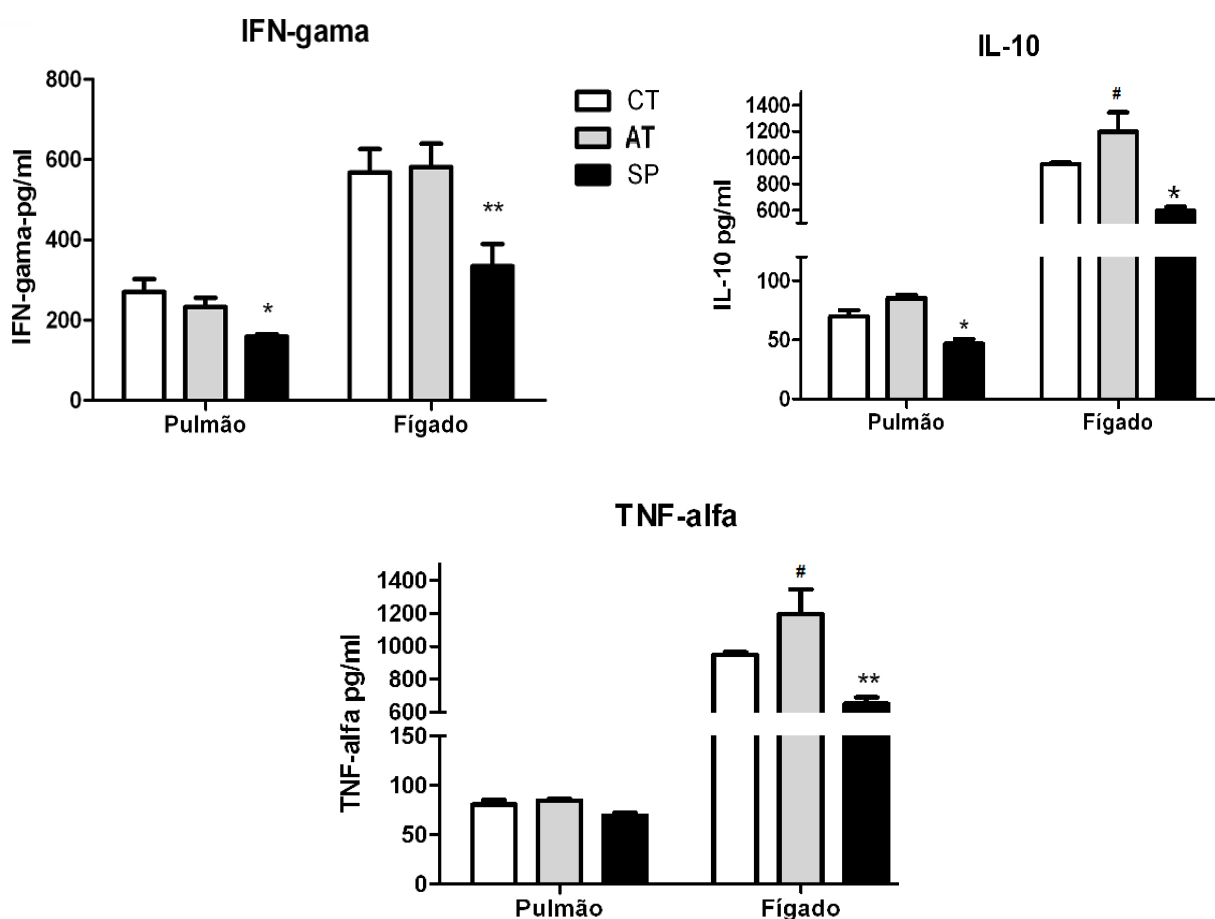 IFN-gama
IFN-gama-pg/ml
800
600
400
200
0
*
**
Pulmão Fígado
CT
AT
SP
IL-10
IL-10 pg/ml
1400
1200
1000
800
600
100
50
0
*
#
*
Pulmão Fígado
TNF-alfa
TNF-alfa pg/ml
1400
1200
1000
800
600
150
100
50
0
#
**
Pulmão Fígado